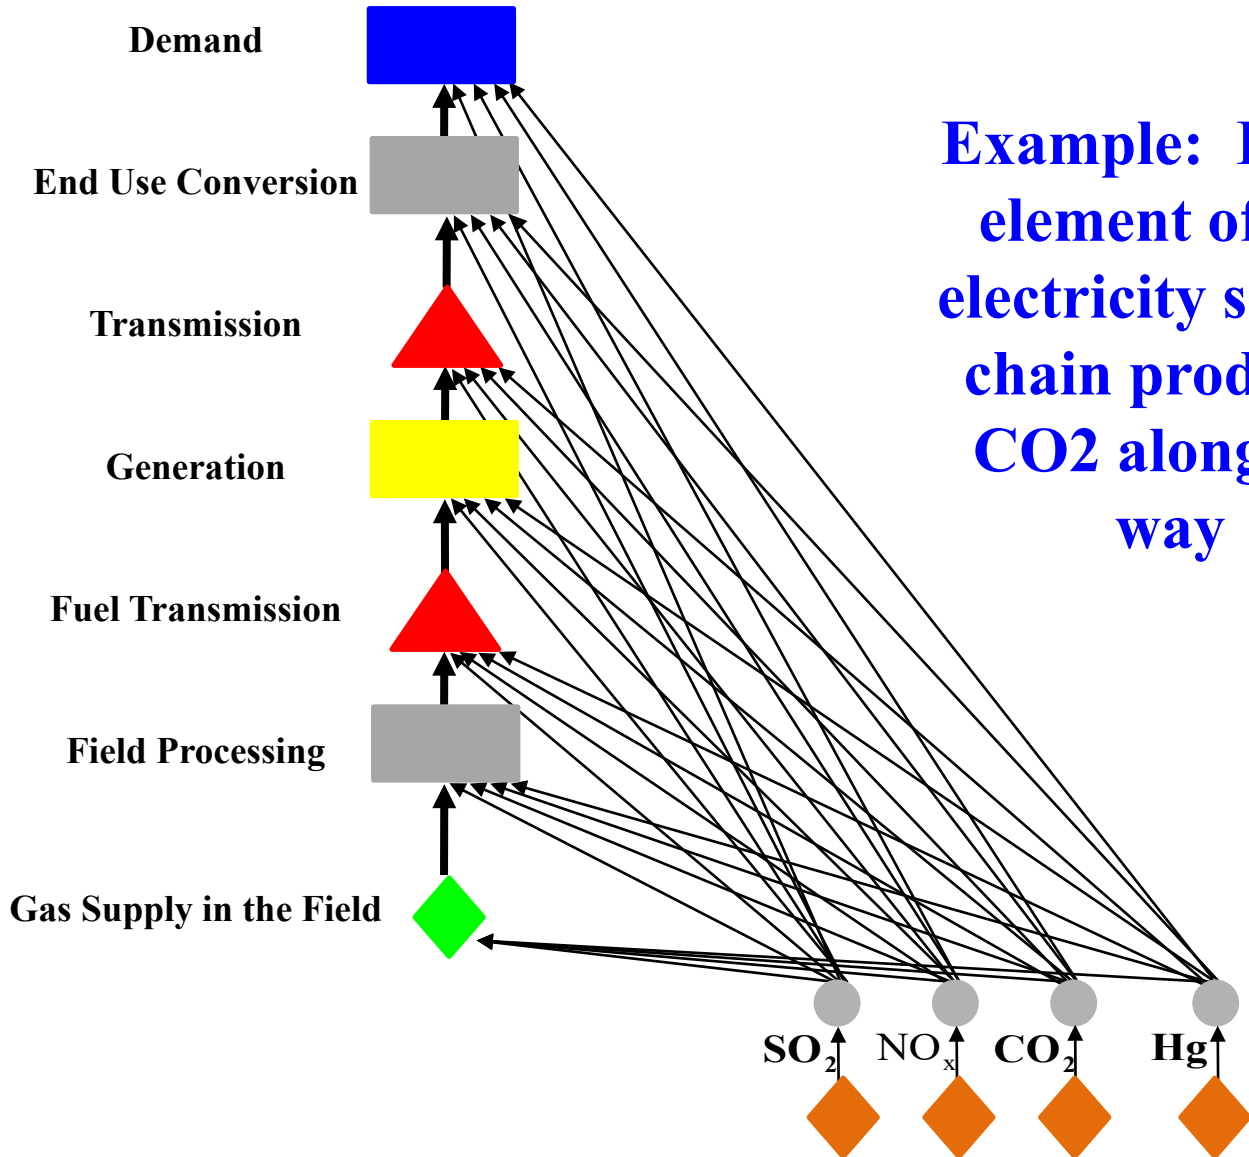 Demand
End Use Conversion
Transmission
Generation
Fuel Transmission
Field Processing
Gas Supply in the Field
Example:
element of
electricity
chain
CO2 along
way
SO₂
NOₓ
CO₂
Hg